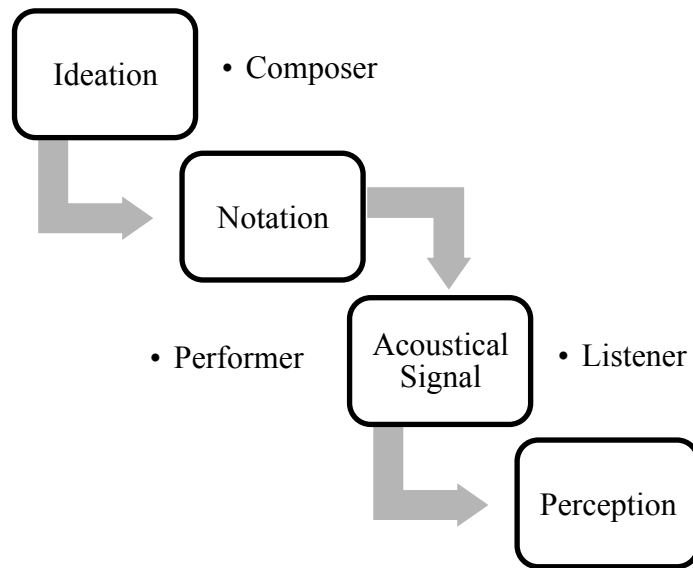 Ideation
• Composer
Notation
• Performer
Acoustical
Signal
• Listener
Perception